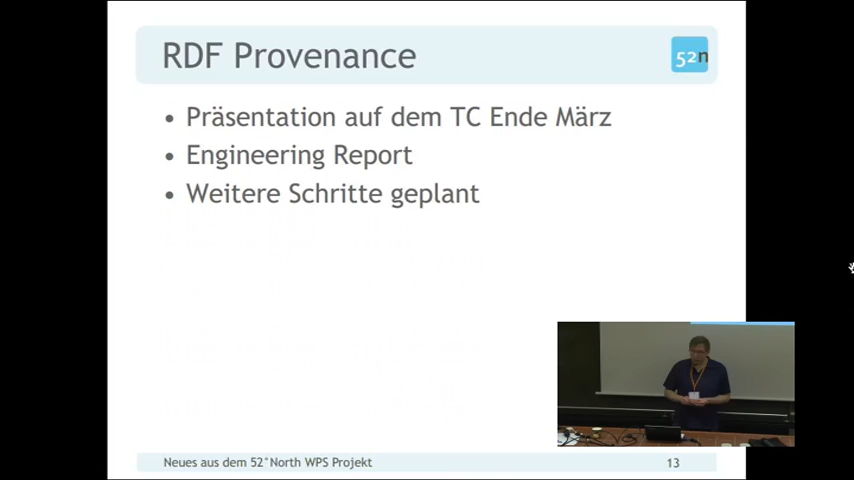 RDF Provenance
52n
• Präsentation auf dem TC Ende März
• Engineering Report
• Weitere Schritte geplant
Neues aus dem 52°North WPS Projekt
13